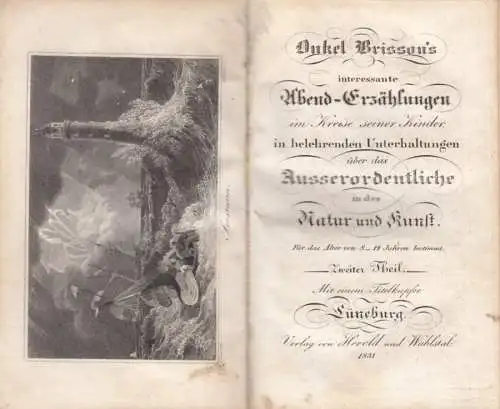 Onkel Brisson's
interessante
Abend-Erzählungen
im Kreise seiner Kinder,
in belehrenden Unterhaltungen
über das
Ausserordentliche
in der
Natur und Kunst.
Für das Alter von 8–12 Jahren bestimmt.
Zweiter Theil.
Mit einem Titelkupfer
Lüneburg
Verlag von Herold und Wahlstab
1831